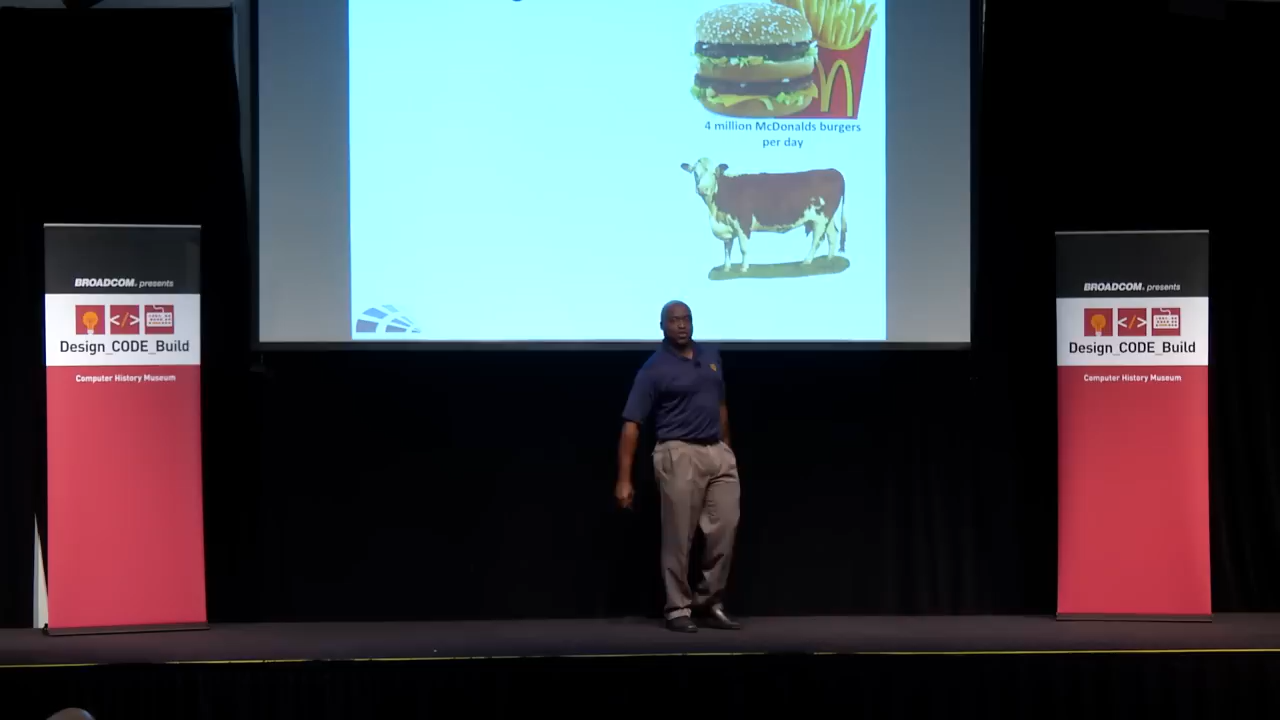 4 million McDonalds burgers
per day
BROADCOM. presents
</>
Design_CODE_Build
Computer History Museum
BROADCOM. presents
</>
Design_CODE_Build
Computer History Museum